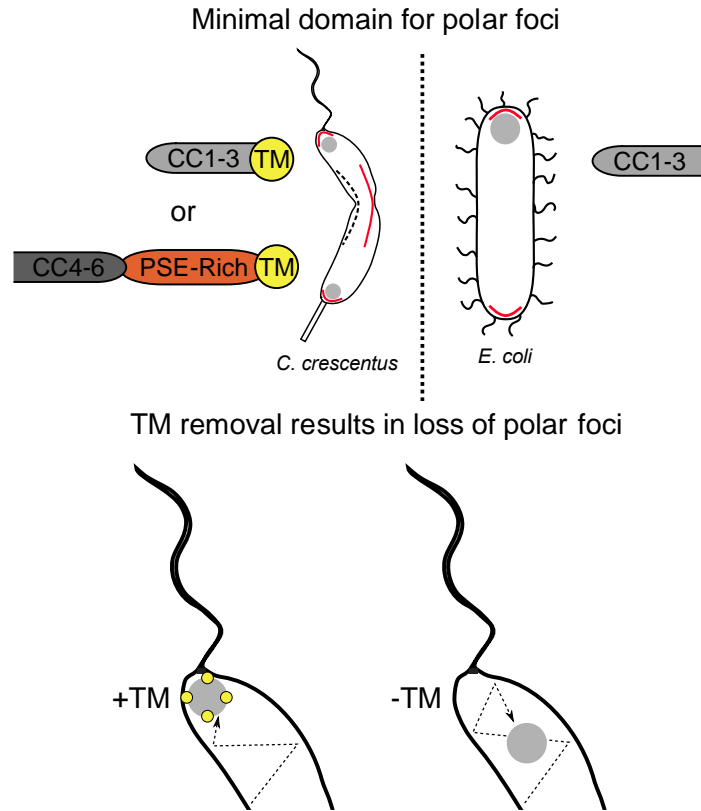 Minimal domain for polar foci
CC1-3 TM
or
CC4-6 PSE-Rich TM
C. crescentus
CC1-3
E. coli
TM removal results in loss of polar foci
+TM
-TM